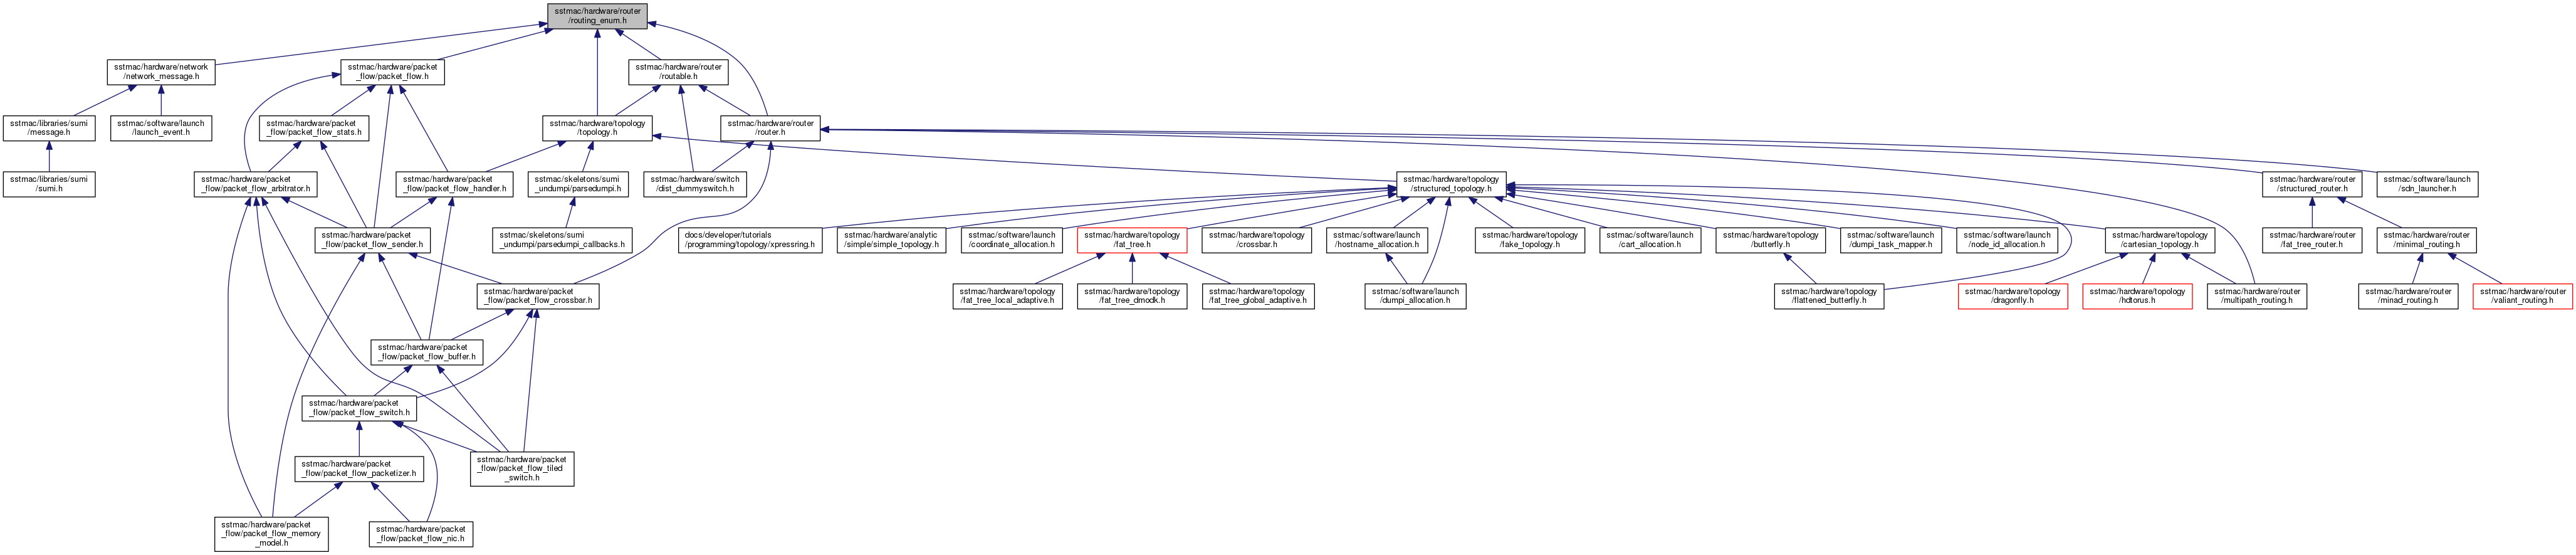 sstmac/hardware/router
/routing_enum.h
sstmac/hardware/network
/network_message.h
sstmac/hardware/packet
_flow/packet_flow.h
sstmac/hardware/router
/routable.h
sstmac/libraries/sumi
/message.h
sstmac/software/launch
/launch_event.h
sstmac/hardware/packet
_flow/packet_flow_stats.h
sstmac/hardware/topology
/topology.h
sstmac/hardware/router
/router.h
sstmac/libraries/sumi
/sumi.h
sstmac/hardware/packet
_flow/packet_flow_arbitrator.h
sstmac/hardware/packet
_flow/packet_flow_handler.h
sstmac/skeletons/sumi
_undumpi/parsedumpi.h
sstmac/hardware/switch
/dist_dummyswitch.h
sstmac/hardware/topology
/structured_topology.h
sstmac/hardware/router
/structured_router.h
sstmac/software/launch
/sdn_launcher.h
sstmac/hardware/packet
_flow/packet_flow_sender.h
sstmac/skeletons/sumi
_undumpi/parsedumpi_callbacks.h
docs/developer/tutorials
/programming/topology/xpressring.h
sstmac/hardware/analytic
/simple/simple_topology.h
sstmac/software/launch
/coordinate_allocation.h
sstmac/hardware/topology
/fat_tree.h
sstmac/hardware/topology
/crossbar.h
sstmac/software/launch
/hostname_allocation.h
sstmac/hardware/topology
/fake_topology.h
sstmac/software/launch
/cart_allocation.h
sstmac/hardware/topology
/butterfly.h
sstmac/software/launch
/dumpi_task_mapper.h
sstmac/software/launch
/node_id_allocation.h
sstmac/hardware/topology
/cartesian_topology.h
sstmac/hardware/router
/fat_tree_router.h
sstmac/hardware/router
/minimal_routing.h
sstmac/hardware/packet
_flow/packet_flow_crossbar.h
sstmac/hardware/topology
/fat_tree_local_adaptive.h
sstmac/hardware/topology
/fat_tree_dmodk.h
sstmac/hardware/topology
/fat_tree_global_adaptive.h
sstmac/software/launch
/dumpi_allocation.h
sstmac/hardware/topology
/flattened_butterfly.h
sstmac/hardware/topology
/dragonfly.h
sstmac/hardware/topology
/hdtorus.h
sstmac/hardware/router
/multipath_routing.h
sstmac/hardware/router
/minad_routing.h
sstmac/hardware/router
/valiant_routing.h
sstmac/hardware/packet
_flow/packet_flow_buffer.h
sstmac/hardware/packet
_flow/packet_flow_switch.h
sstmac/hardware/packet
_flow/packet_flow_packetizer.h
sstmac/hardware/packet
_flow/packet_flow_tiled
_switch.h
sstmac/hardware/packet
_flow/packet_flow_memory
_model.h
sstmac/hardware/packet
_flow/packet_flow_nic.h